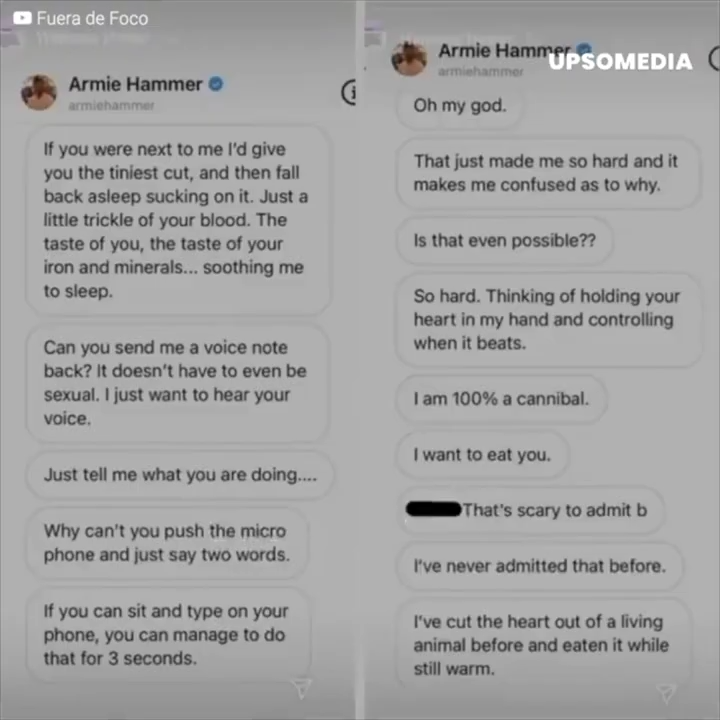 Fuera de Foco
Armie Hammer
armiehammer
If you were next to me I'd give
you the tiniest cut, and then fall
back asleep sucking on it. Just a
little trickle of your blood. The
taste of you, the taste of your
iron and minerals... soothing me
to sleep.
Can you send me a voice note
back? It doesn't have to even be
sexual. I just want to hear your
voice.
Just tell me what you are doing....
Why can't you push the micro
phone and just say two words.
If you can sit and type on your
phone, you can manage to do
that for 3 seconds.
Armie Hammer
armiehammer
UPSOMEDIA
Oh my god.
That just made me so hard and it
makes me confused as to why.
Is that even possible??
So hard. Thinking of holding your
heart in my hand and controlling
when it beats.
I am 100% a cannibal.
I want to eat you.
That's scary to admit b
I've never admitted that before.
I've cut the heart out of a living
animal before and eaten it while
still warm.